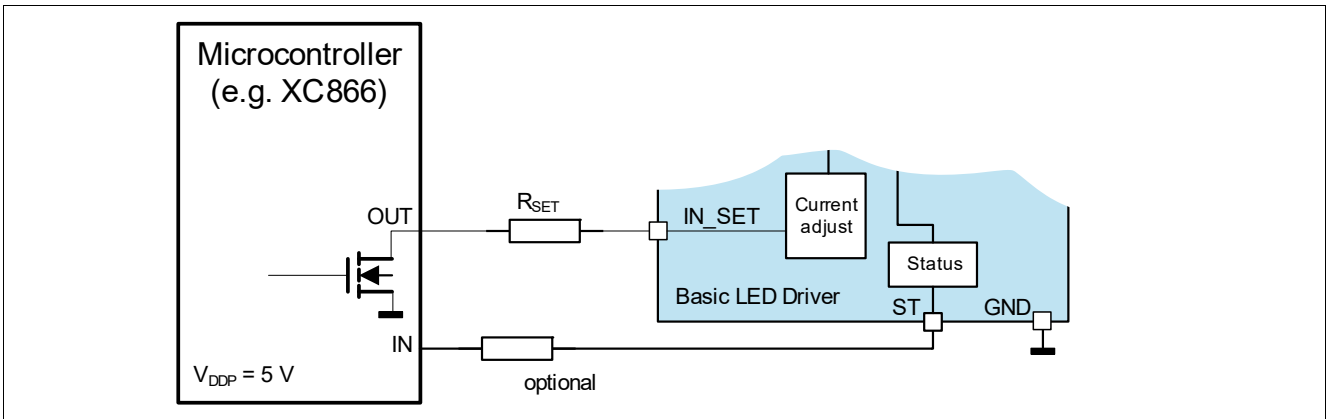 Microcontroller
(e.g. XC866)
OUT
R_SET
IN_SET
Current
adjust
Status
Basic LED Driver
ST
GND
IN
V_DDP = 5 V
optional